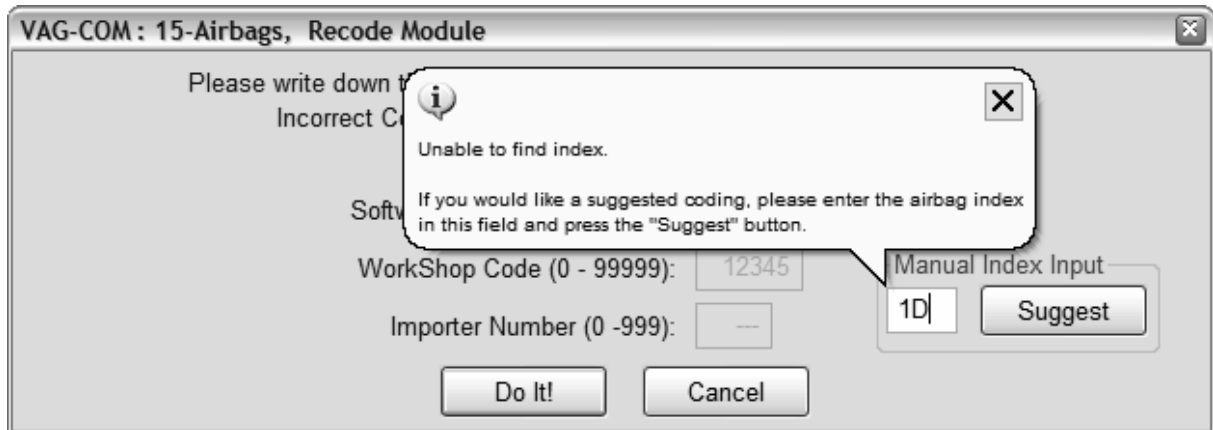 VAG-COM : 15-Airbags, Recode Module
Please write down
Incorrect
Unable to find index.
If you would like a suggested coding, please enter the airbag index
in this field and press the "Suggest" button.
WorkShop Code (0 - 99999): 12345
Manual Index Input
1D Suggest
Importer Number (0 -999): ---
Do It! Cancel